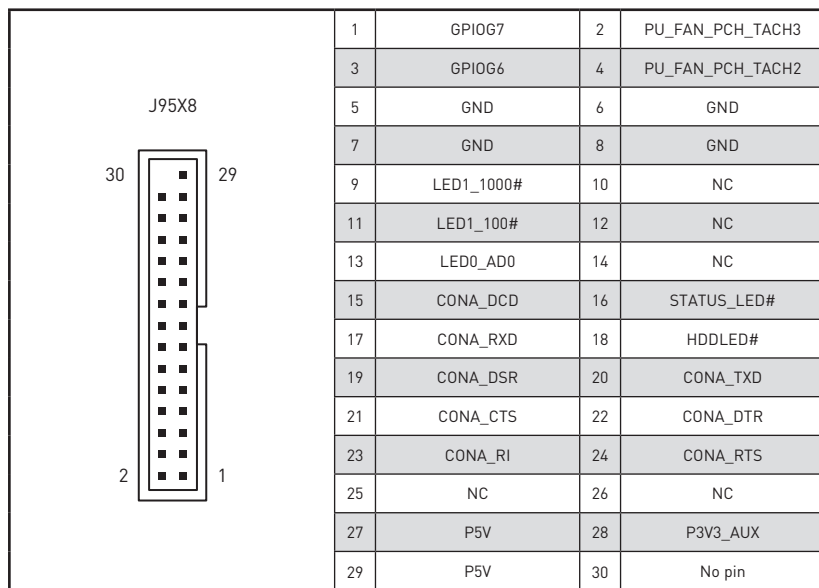 J95X8
30 29
2 1
1 GPIOG7 2 PU_FAN_PCH_TACH3
3 GPIOG6 4 PU_FAN_PCH_TACH2
5 GND 6 GND
7 GND 8 GND
9 LED1_1000# 10 NC
11 LED1_100# 12 NC
13 LED0_AD0 14 NC
15 CONA_DCD 16 STATUS_LED#
17 CONA_RXD 18 HDDLED#
19 CONA_DSR 20 CONA_TXD
21 CONA_CTS 22 CONA_DTR
23 CONA_RI 24 CONA_RTS
25 NC 26 NC
27 P5V 28 P3V3_AUX
29 P5V 30 No pin